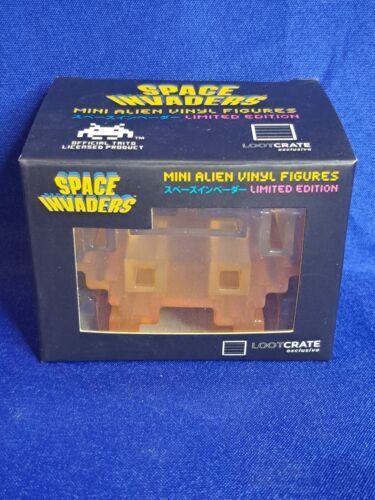 SPACE
INVADERS
MINI ALIEN VINYL FIGURES
スペースインベーダー LIMITED EDITION
OFFICIAL TAITO
LICENSED PRODUCT
TM
LOOTCRATE
exclusive
SPACE
INVADERS
MINI ALIEN VINYL FIGURES
スペースインベーダー LIMITED EDITION
LOOTCRATE
exclusive